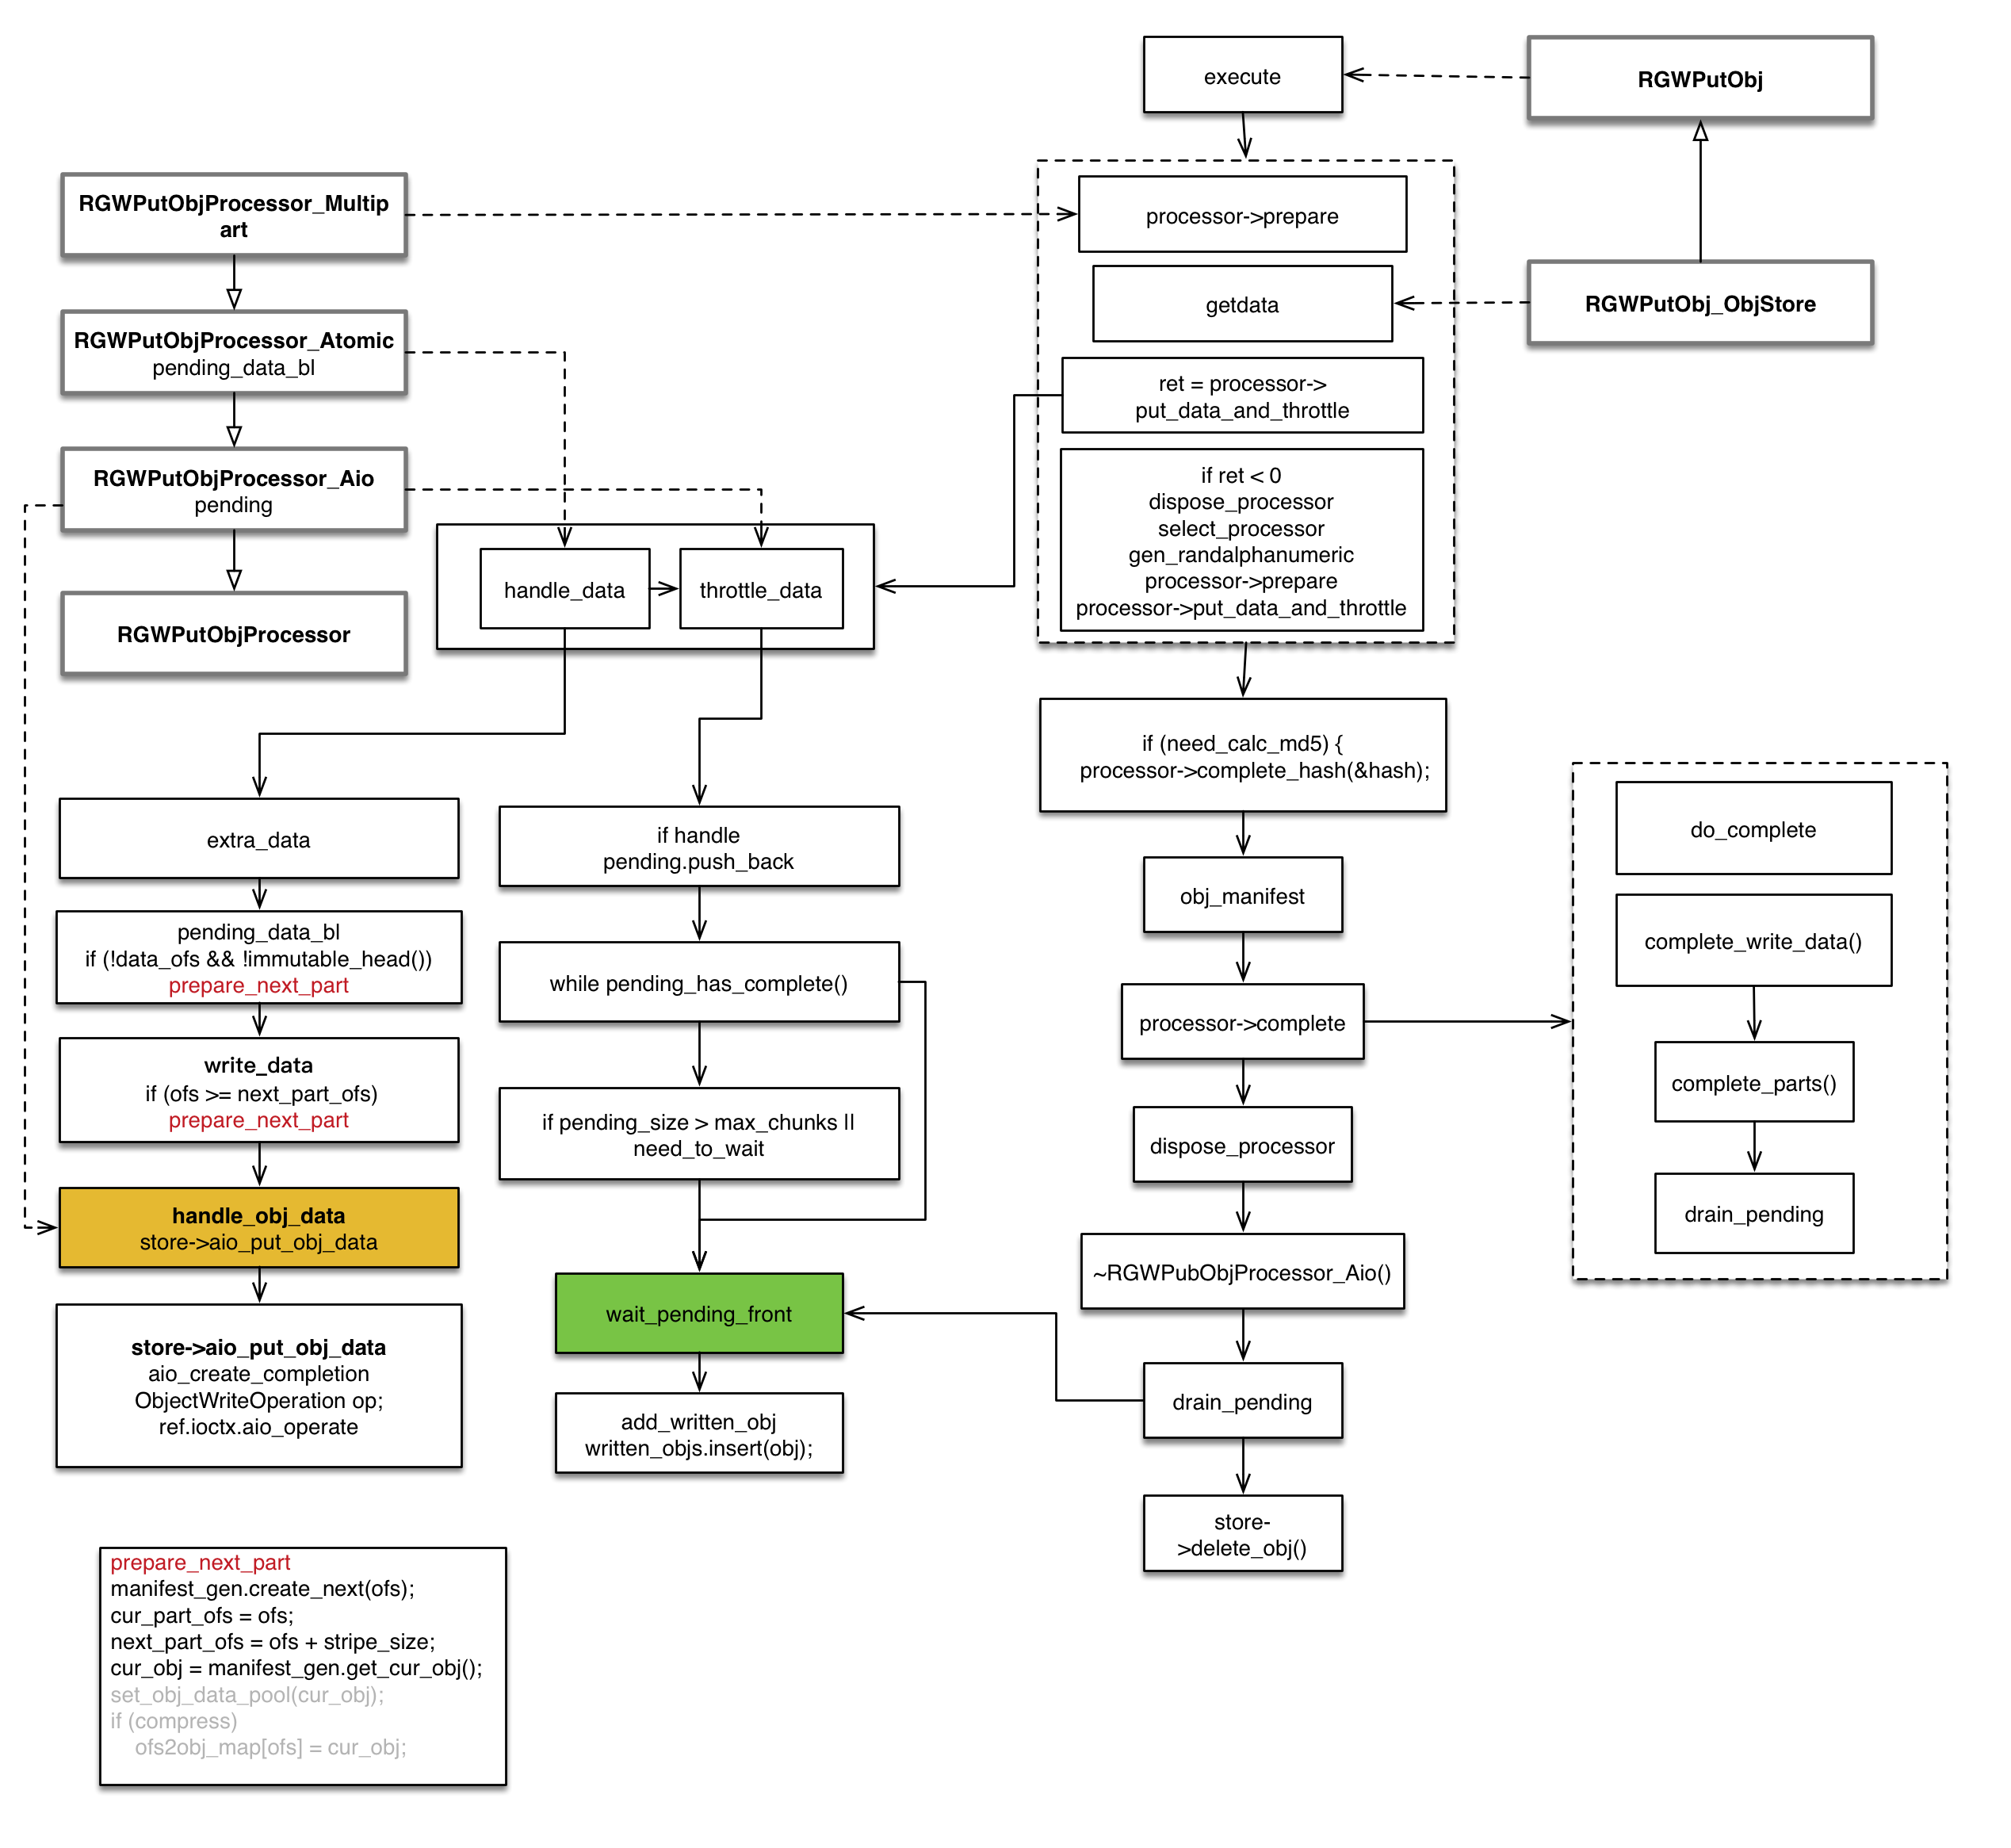 execute
RGWPutObj
RGWPutObjProcessor_Multip
art
processor->prepare
getdata
RGWPutObj_ObjStore
RGWPutObjProcessor_Atomic
pending_data_bl
ret = processor->
put_data_and_throttle
RGWPutObjProcessor_Aio
pending
if ret < 0
dispose_processor
select_processor
gen_randalphanumeric
processor->prepare
processor->put_data_and_throttle
handle_data
throttle_data
RGWPutObjProcessor
if (need_calc_md5) {
processor->complete_hash(&hash);
extra_data
if handle
pending.push_back
obj_manifest
do_complete
pending_data_bl
if (!data_ofs && !immutable_head())
prepare_next_part
while pending_has_complete()
processor->complete
complete_write_data()
write_data
if (ofs >= next_part_ofs)
prepare_next_part
if pending_size > max_chunks ||
need_to_wait
dispose_processor
complete_parts()
handle_obj_data
store->aio_put_obj_data
drain_pending
wait_pending_front
~RGWPubObjProcessor_Aio()
store->aio_put_obj_data
aio_create_completion
ObjectWriteOperation op;
ref.ioctx.aio_operate
add_written_obj
written_objs.insert(obj);
drain_pending
store-
>delete_obj()
prepare_next_part
manifest_gen.create_next(ofs);
cur_part_ofs = ofs;
next_part_ofs = ofs + stripe_size;
cur_obj = manifest_gen.get_cur_obj();
set_obj_data_pool(cur_obj);
if (compress)
ofs2obj_map[ofs] = cur_obj;